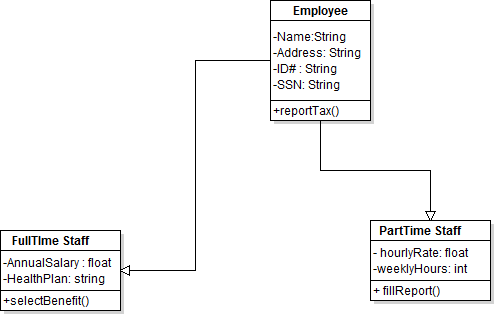 Employee
-Name:String
-Address: String
-ID# : String
-SSN: String
+reportTax()
FullTIme Staff
-AnnualSalary : float
-HealthPlan: string
+selectBenefit()
PartTime Staff
- hourlyRate: float
-weeklyHours: int
+ fillReport()